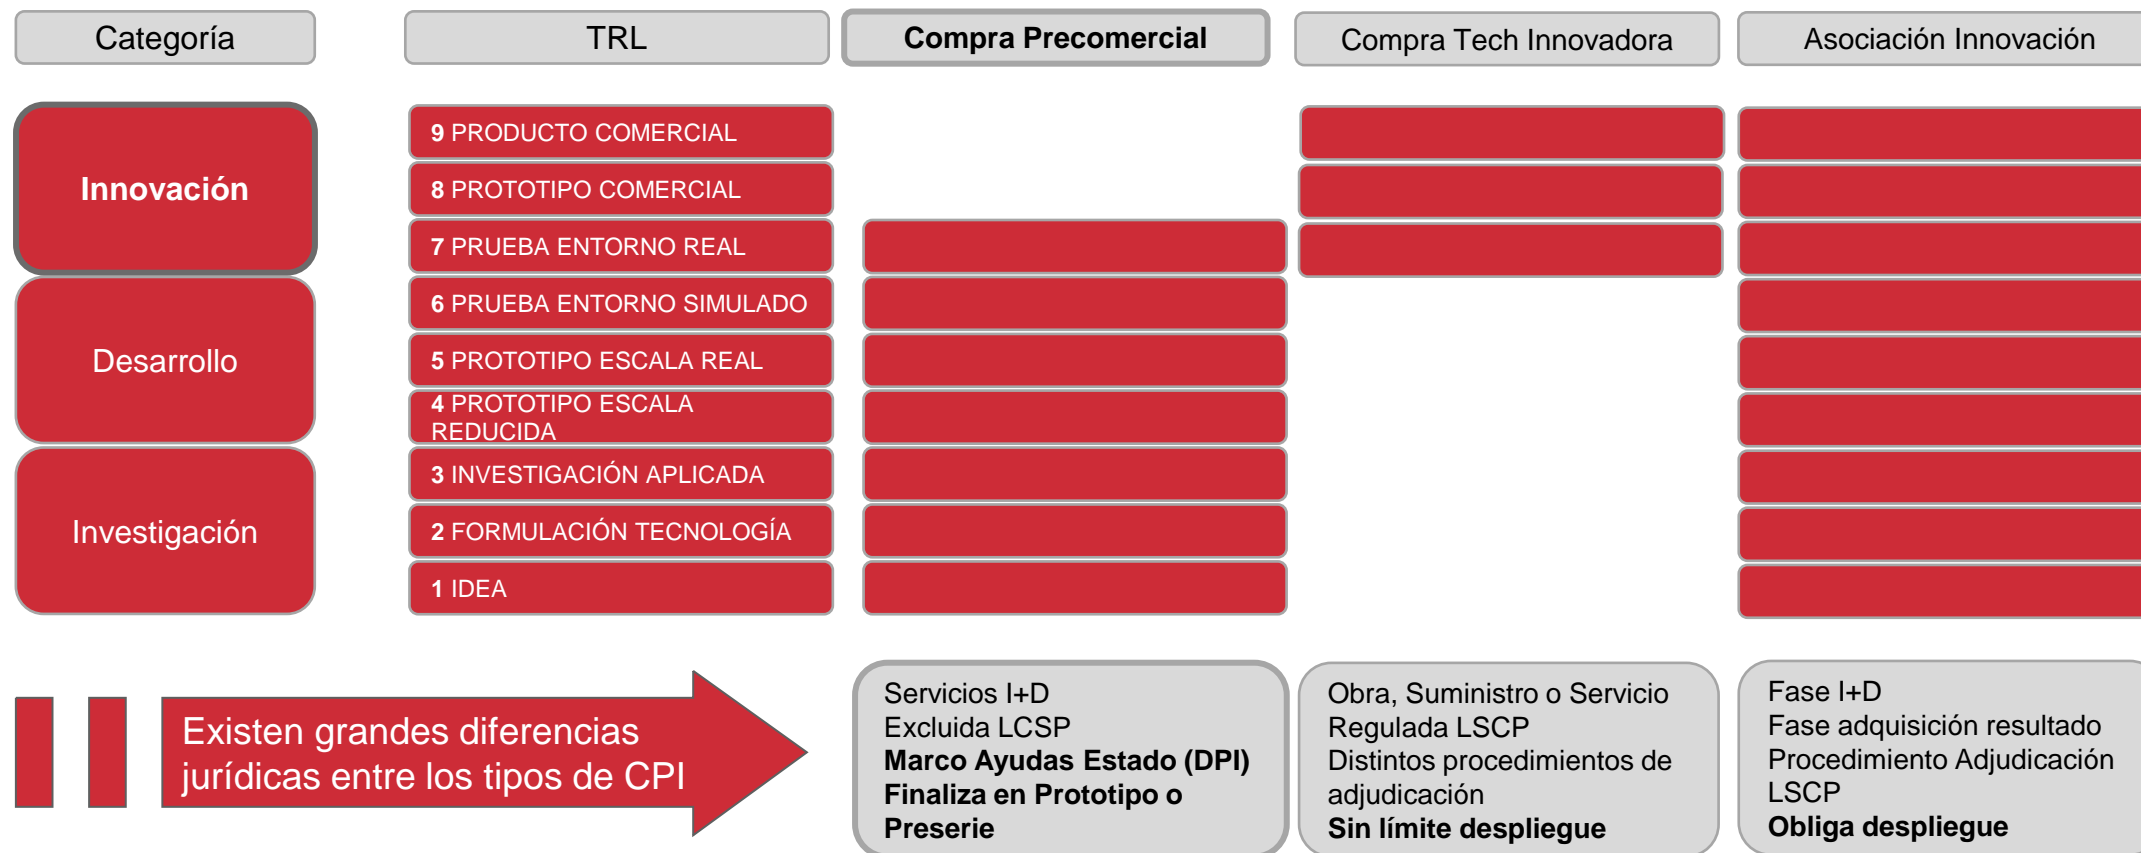 Categoría
TRL
Compra Precomercial
Compra Tech Innovadora
Asociación Innovación
Innovación
Desarrollo
Investigación
9 PRODUCTO COMERCIAL
8 PROTOTIPO COMERCIAL
7 PRUEBA ENTORNO REAL
6 PRUEBA ENTORNO SIMULADO
5 PROTOTIPO ESCALA REAL
4 PROTOTIPO ESCALA
REDUCIDA
3 INVESTIGACIÓN APLICADA
2 FORMULACIÓN TECNOLOGÍA
1 IDEA
Existen grandes diferencias
jurídicas entre los tipos de CPI
Servicios I+D
Excluida LCSP
Marco Ayudas Estado (DPI)
Finaliza en Prototipo o
Preserie
Obra, Suministro o Servicio
Regulada LSCP
Distintos procedimientos de
adjudicación
Sin límite despliegue
Fase I+D
Fase adquisición resultado
Procedimiento Adjudicación
LSCP
Obliga despliegue